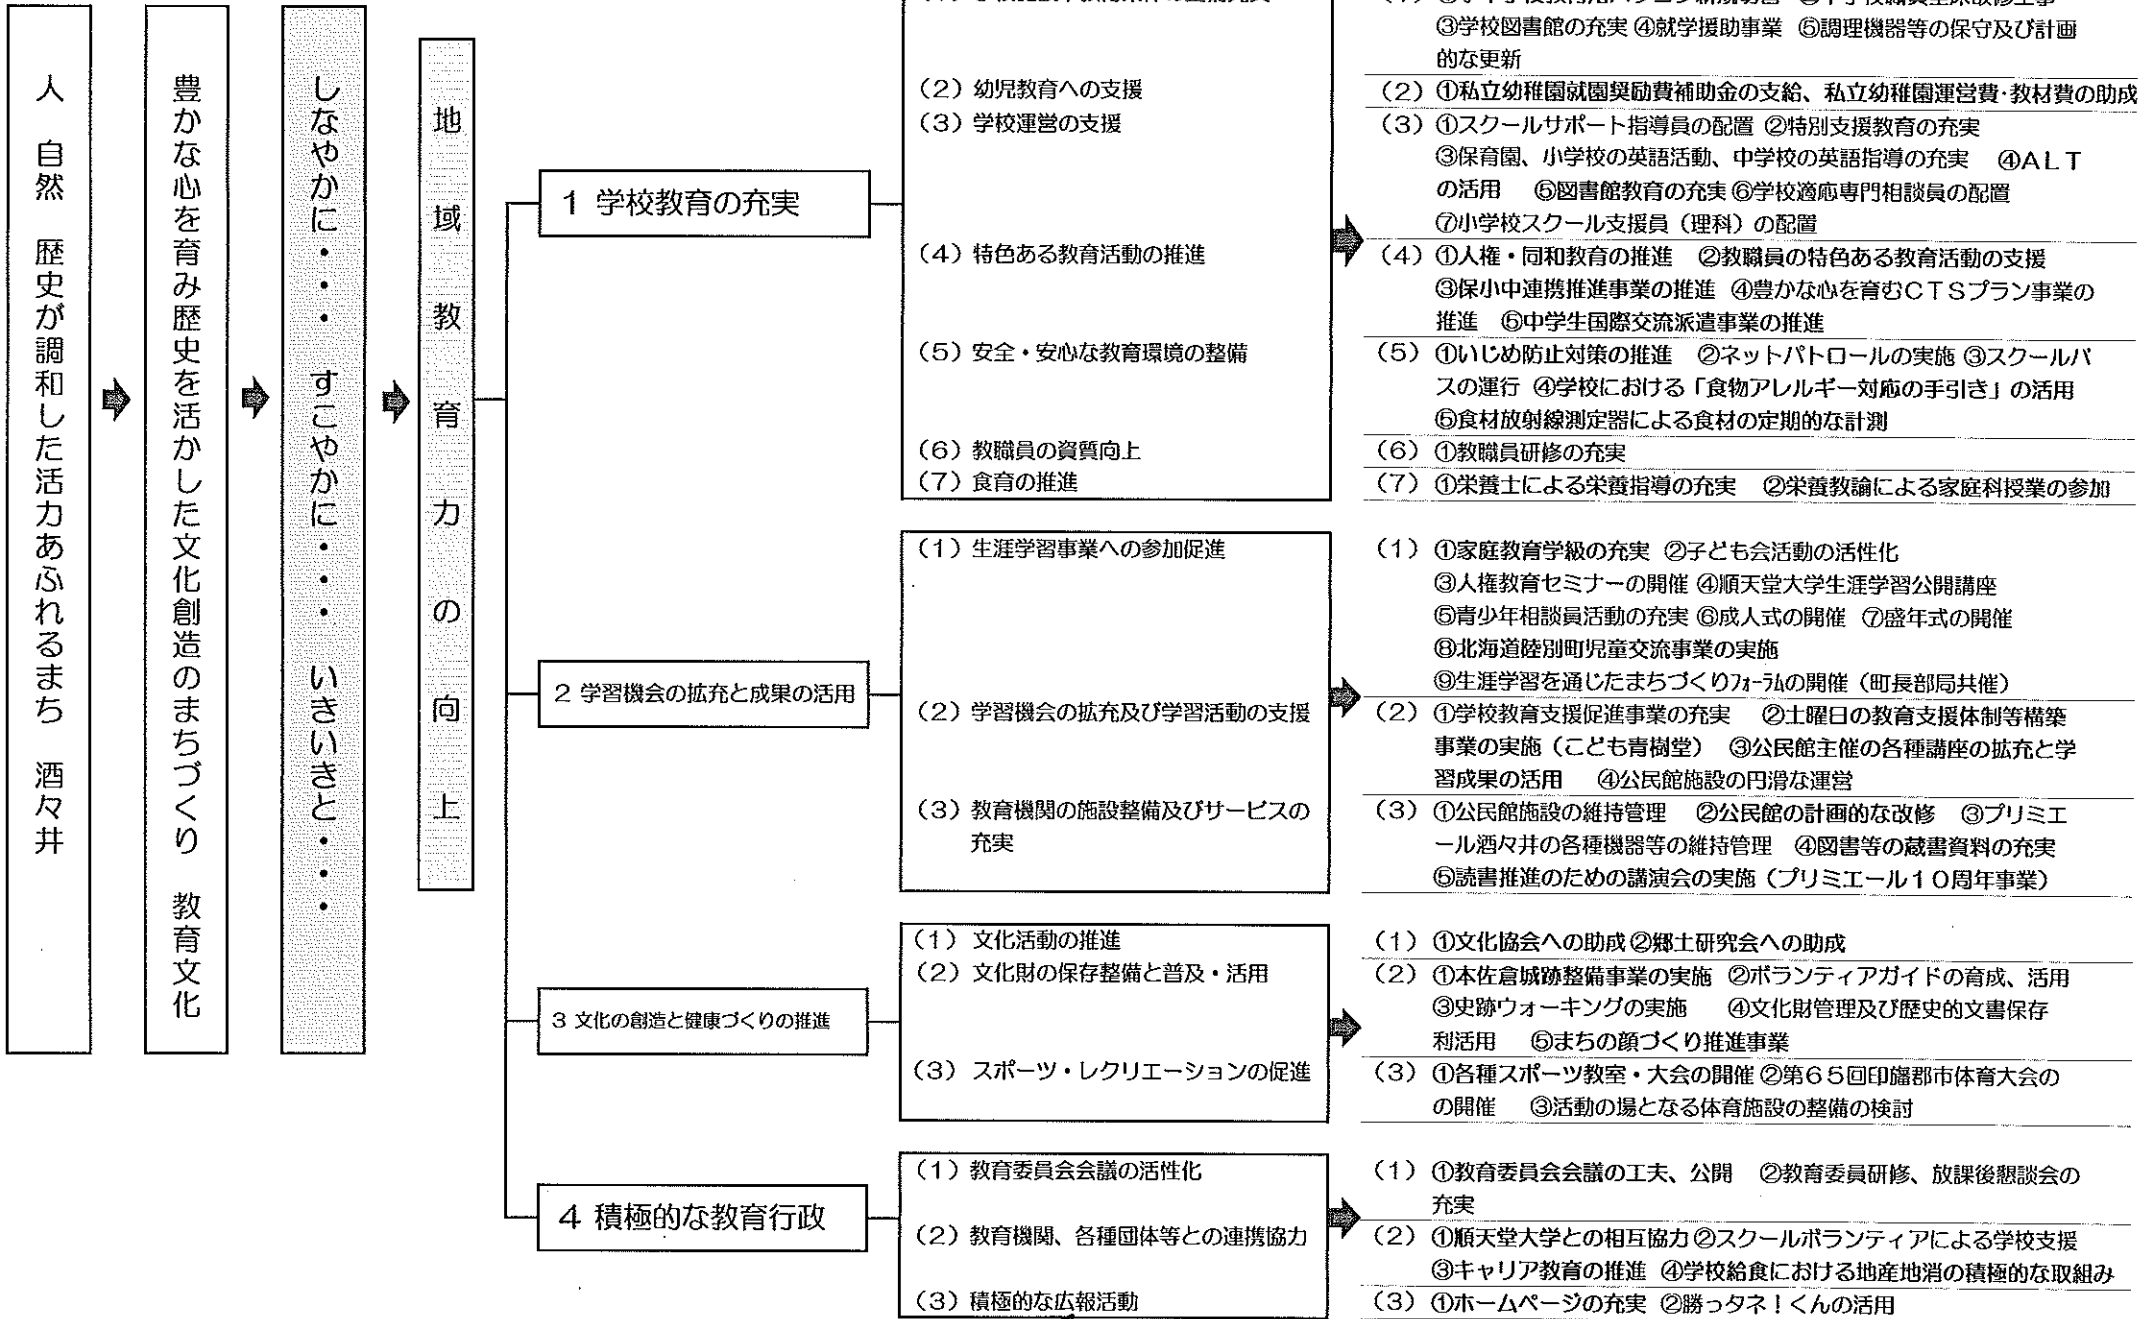 人　自然　歴史が調和した活力あふれるまち　酒々井
豊かな心を育み歴史を活かした文化創造のまちづくり　教育文化
しなやかに・・・すこやかに・・・いきいきと・・・
地域教育力の向上
1 学校教育の充実
（2）幼児教育への支援
（3）学校運営の支援
（4）特色ある教育活動の推進
（5）安全・安心な教育環境の整備
（6）教職員の資質向上
（7）食育の推進
③学校図書館の充実 ④就学援助事業 ⑤調理機器等の保守及び計画
的な更新
（2）①私立幼稚園就園奨励費補助金の支給、私立幼稚園運営費・教材費の助成
（3）①スクールサポート指導員の配置 ②特別支援教育の充実
③保育園、小学校の英語活動、中学校の英語指導の充実　④ＡＬＴ
の活用　⑤図書館教育の充実 ⑥学校適応専門相談員の配置
⑦小学校スクール支援員（理科）の配置
（4）①人権・同和教育の推進　②教職員の特色ある教育活動の支援
③保小中連携推進事業の推進 ④豊かな心を育むＣＴＳプラン事業の
推進　⑤中学生国際交流派遣事業の推進
（5）①いじめ防止対策の推進　②ネットパトロールの実施 ③スクールバ
スの運行 ④学校における「食物アレルギー対応の手引き」の活用
⑤食材放射線測定器による食材の定期的な計測
（6）①教職員研修の充実
（7）①栄養士による栄養指導の充実　②栄養教諭による家庭科授業の参加
2 学習機会の拡充と成果の活用
（1）生涯学習事業への参加促進
（2）学習機会の拡充及び学習活動の支援
（3）教育機関の施設整備及びサービスの
充実
（1）①家庭教育学級の充実 ②子ども会活動の活性化
③人権教育セミナーの開催 ④順天堂大学生涯学習公開講座
⑤青少年相談員活動の充実 ⑥成人式の開催 ⑦盛年式の開催
⑧北海道陸別町児童交流事業の実施
⑨生涯学習を通じたまちづくりフォーラムの開催（町長部局共催）
（2）①学校教育支援促進事業の充実　②土曜日の教育支援体制等構築
事業の実施（こども青樹堂）　③公民館主催の各種講座の拡充と学
習成果の活用　④公民館施設の円滑な運営
（3）①公民館施設の維持管理　②公民館の計画的な改修　③プリミエ
ール酒々井の各種機器等の維持管理　④図書等の蔵書資料の充実
⑤読書推進のための講演会の実施（プリミエール１０周年事業）
3 文化の創造と健康づくりの推進
（1）文化活動の推進
（2）文化財の保存整備と普及・活用
（3）スポーツ・レクリエーションの促進
（1）①文化協会への助成 ②郷土研究会への助成
（2）①本佐倉城跡整備事業の実施　②ボランティアガイドの育成、活用
③史跡ウォーキングの実施　④文化財管理及び歴史的文書保存
利活用　⑤まちの顔づくり推進事業
（3）①各種スポーツ教室・大会の開催 ②第６５回印旛郡市体育大会の
の開催　③活動の場となる体育施設の整備の検討
4 積極的な教育行政
（1）教育委員会会議の活性化
（2）教育機関、各種団体等との連携協力
（3）積極的な広報活動
（1）①教育委員会会議の工夫、公開　②教育委員研修、放課後懇談会の
充実
（2）①順天堂大学との相互協力 ②スクールボランティアによる学校支援
③キャリア教育の推進 ④学校給食における地産地消の積極的な取組み
（3）①ホームページの充実 ②勝っタネ！くんの活用